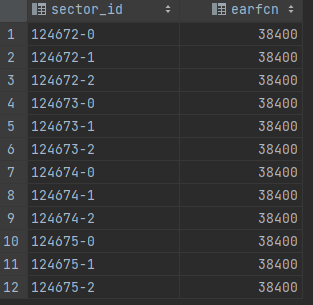 sector_id earfcn
1 124672-0 38400
2 124672-1 38400
3 124672-2 38400
4 124673-0 38400
5 124673-1 38400
6 124673-2 38400
7 124674-0 38400
8 124674-1 38400
9 124674-2 38400
10 124675-0 38400
11 124675-1 38400
12 124675-2 38400